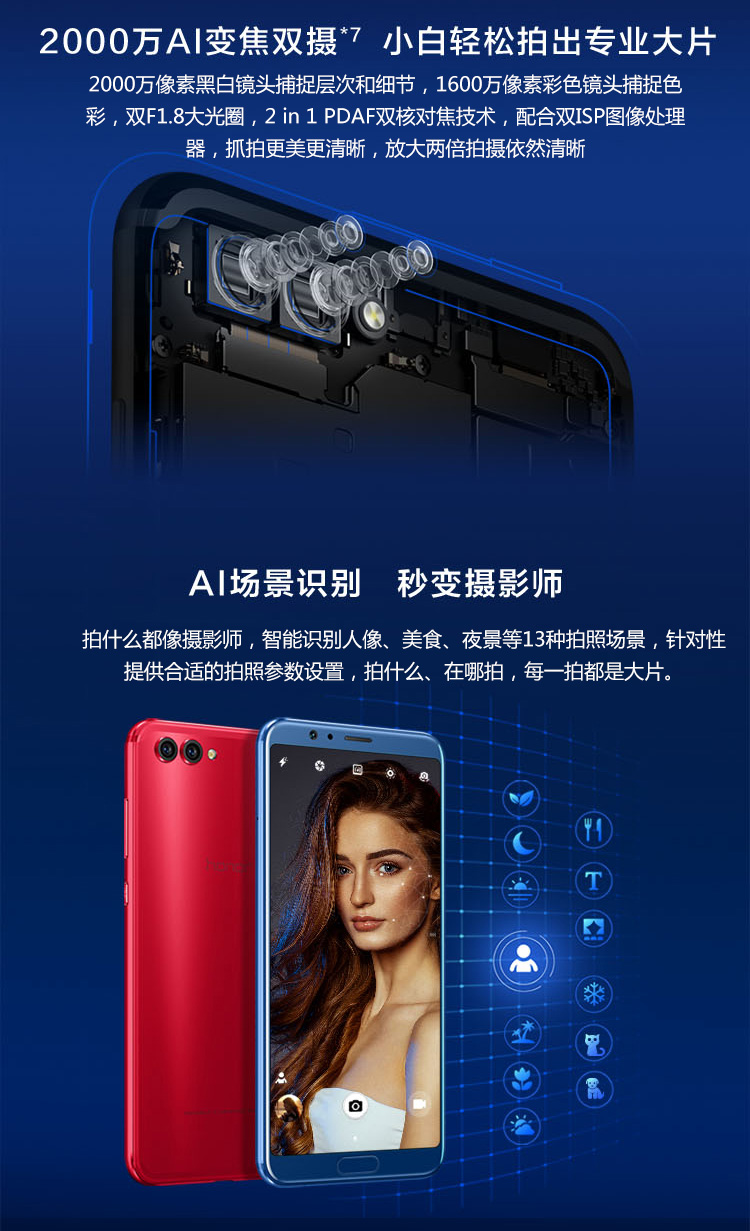 2000万AI变焦双摄*7 小白轻松拍出专业大片
2000万像素黑白镜头捕捉层次和细节，1600万像素彩色镜头捕捉色
彩，双F1.8大光圈，2 in 1 PDAF双核对焦技术，配合双ISP图像处理
器，抓拍更美更清晰，放大两倍拍摄依然清晰
AI场景识别 秒变摄影师
拍什么都像摄影师，智能识别人像、美食、夜景等13种拍照场景，针对性
提供合适的拍照参数设置，拍什么、在哪拍，每一拍都是大片。
T